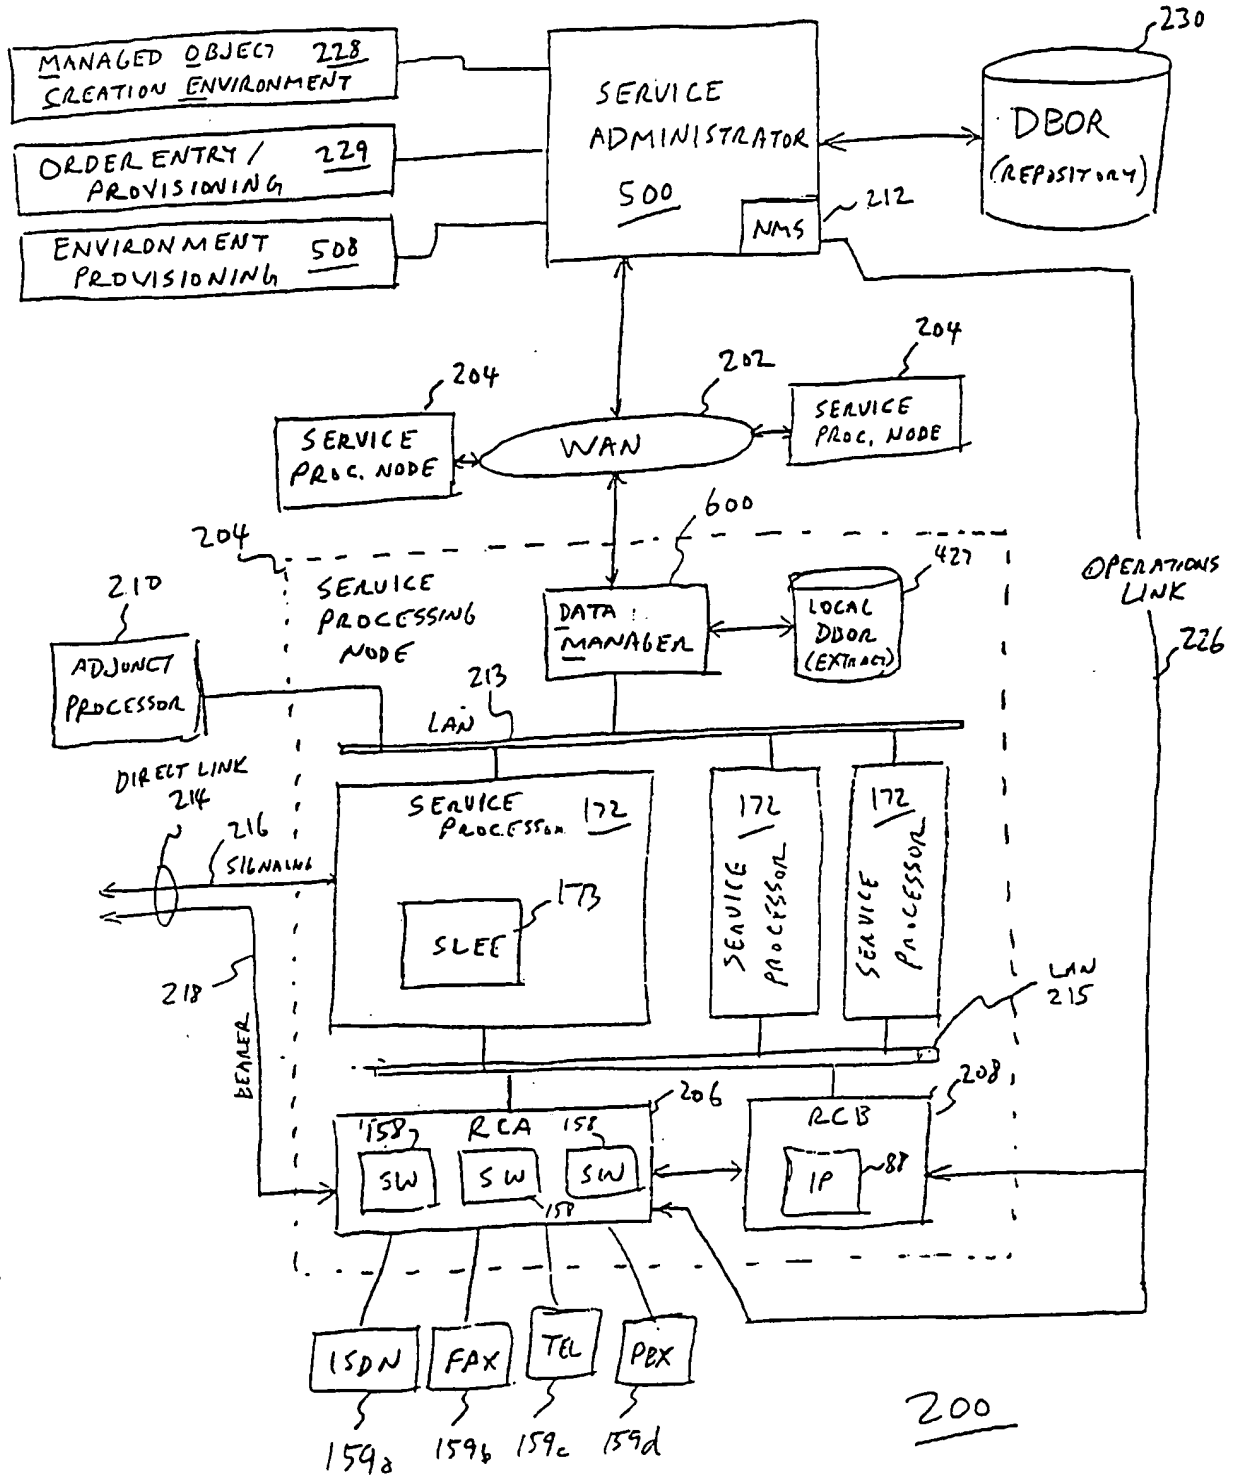 MANAGED OBJECT 228
CREATION ENVIRONMENT
ORDER ENTRY / 229
PROVISIONING
ENVIRONMENT 508
PROVISIONING
SERVICE
ADMINISTRATOR
500
NMS
212
230
DBOR
(REPOSITORY)
204
SERVICE
PROC. NODE
202
WAN
204
SERVICE
PROC. NODE
600
204
SERVICE
PROCESSING
NODE
DATA
MANAGER
427
LOCAL
DBOR
(EXTRACT)
OPERATIONS
LINK
226
210
ADJUNCT
PROCESSOR
213
LAN
DIRECT LINK
214
216
SIGNALING
218
BEARER
SERVICE
PROCESSOR 172
173
SLEE
172
SERVICE
PROCESSOR
172
SERVICE
PROCESSOR
LAN
215
206
RCA
158
SW
SW
158
158
SW
208
RCB
IP
88
ISDN
FAX
TEL
PBX
159a
159b
159c
159d
200